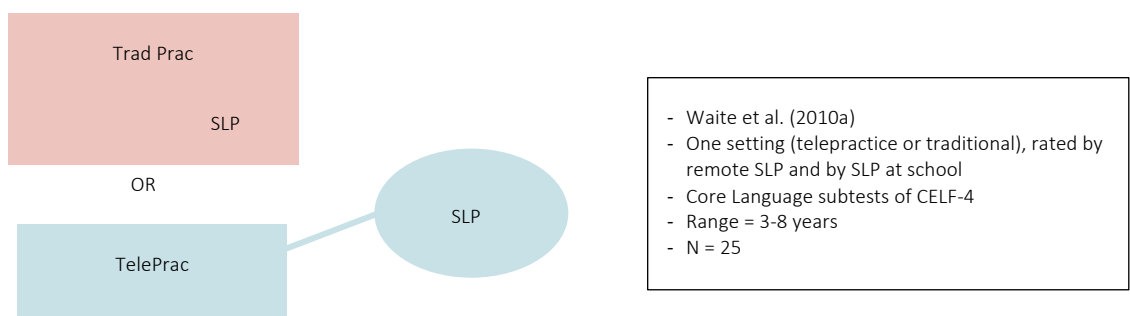 Trad Prac
SLP
OR
TelePrac
SLP
- Waite et al. (2010a)
- One setting (telepractice or traditional), rated by
remote SLP and by SLP at school
- Core Language subtests of CELF-4
- Range = 3-8 years
- N = 25